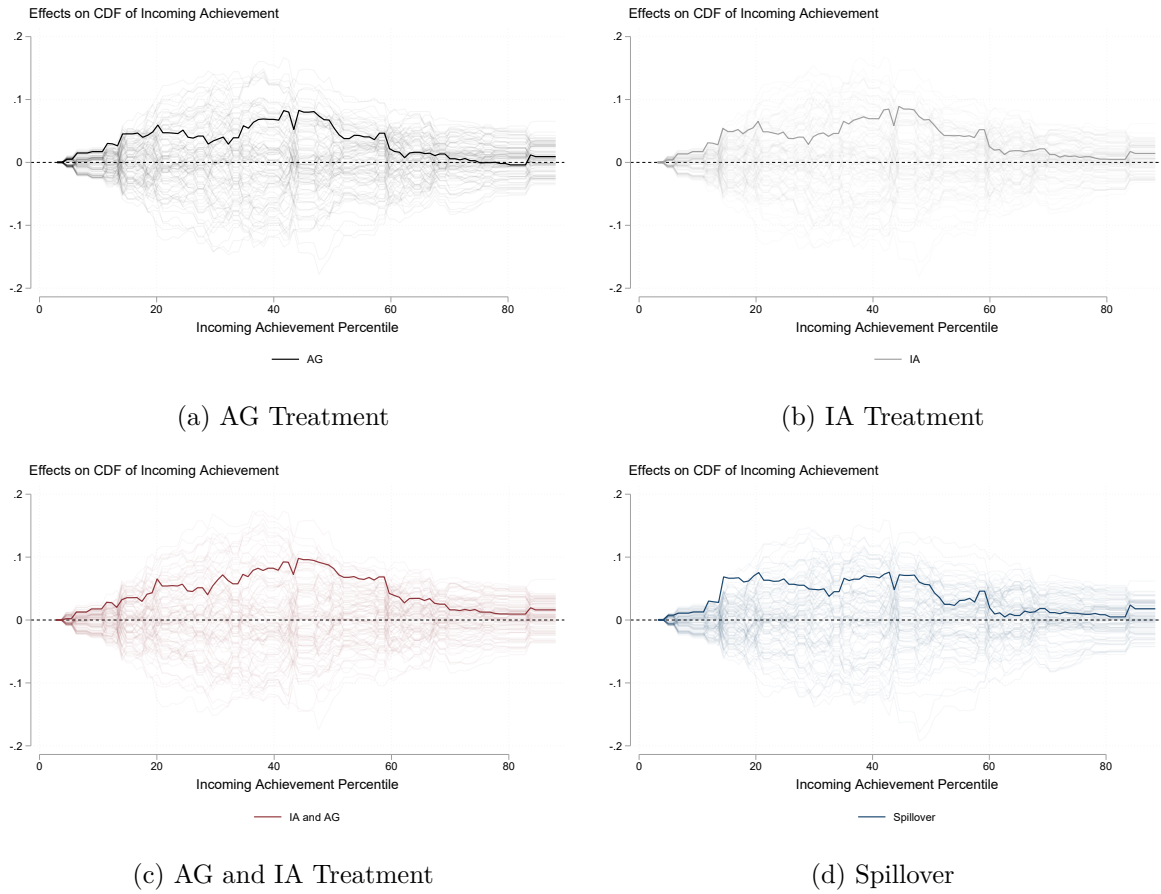 Effects on CDF of Incoming Achievement
.2
.1
0
-.1
-.2
0 20 40 60 80
Incoming Achievement Percentile
AG
(a) AG Treatment
Effects on CDF of Incoming Achievement
.2
.1
0
-.1
-.2
0 20 40 60 80
Incoming Achievement Percentile
IA
(b) IA Treatment
Effects on CDF of Incoming Achievement
.2
.1
0
-.1
-.2
0 20 40 60 80
Incoming Achievement Percentile
IA and AG
(c) AG and IA Treatment
Effects on CDF of Incoming Achievement
.2
.1
0
-.1
-.2
0 20 40 60 80
Incoming Achievement Percentile
Spillover
(d) Spillover